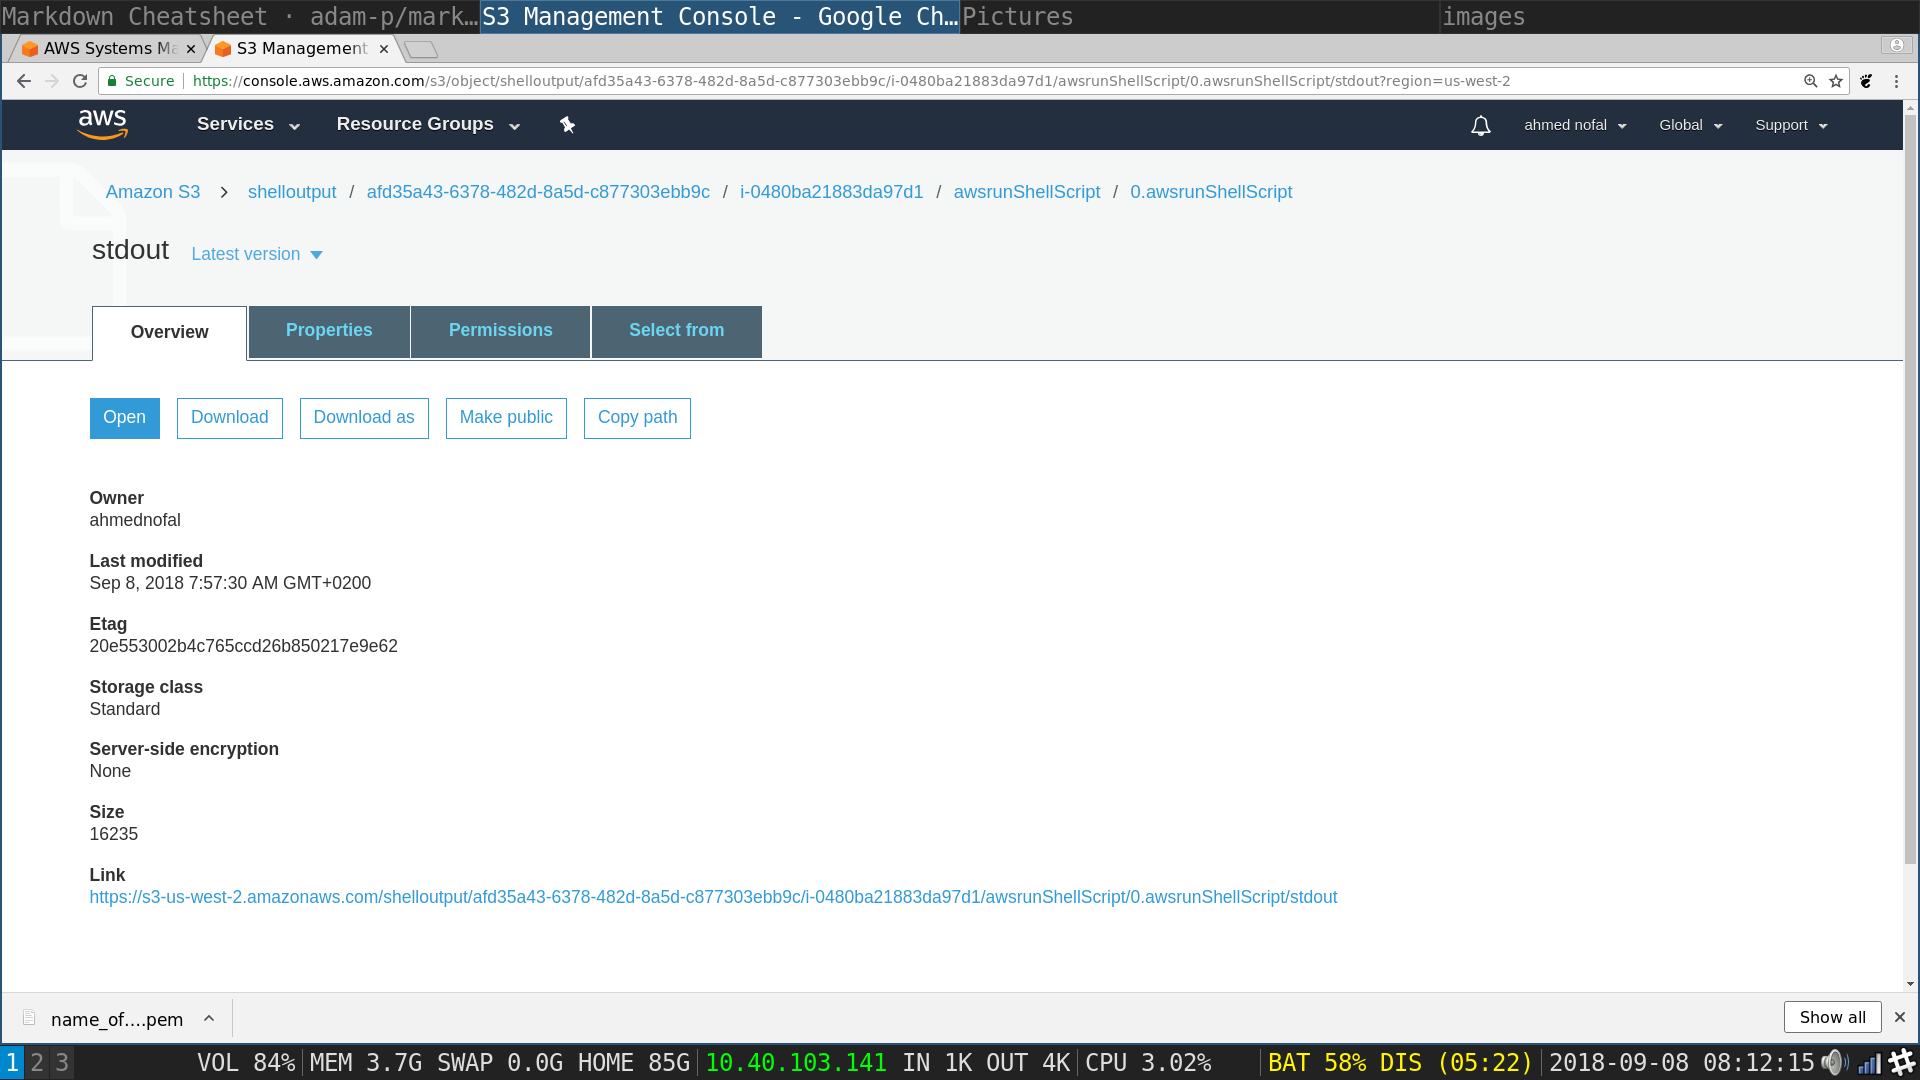 Markdown Cheatsheet · adam-p/mark… S3 Management Console - Google Ch… Pictures images
AWS Systems Ma S3 Management
Secure https://console.aws.amazon.com/s3/object/shelloutput/afd35a43-6378-482d-8a5d-c877303ebb9c/i-0480ba21883da97d1/awsrunShellScript/0.awsrunShellScript/stdout?region=us-west-2
aws Services Resource Groups ahmed nofal Global Support
Amazon S3 > shelloutput / afd35a43-6378-482d-8a5d-c877303ebb9c / i-0480ba21883da97d1 / awsrunShellScript / 0.awsrunShellScript
stdout Latest version
Overview Properties Permissions Select from
Open Download Download as Make public Copy path
Owner
ahmednofal
Last modified
Sep 8, 2018 7:57:30 AM GMT+0200
Etag
20e553002b4c765ccd26b850217e9e62
Storage class
Standard
Server-side encryption
None
Size
16235
Link
https://s3-us-west-2.amazonaws.com/shelloutput/afd35a43-6378-482d-8a5d-c877303ebb9c/i-0480ba21883da97d1/awsrunShellScript/0.awsrunShellScript/stdout
name_of....pem Show all
1 2 3 VOL 84% MEM 3.7G SWAP 0.0G HOME 85G 10.40.103.141 IN 1K OUT 4K CPU 3.02% BAT 58% DIS (05:22) 2018-09-08 08:12:15